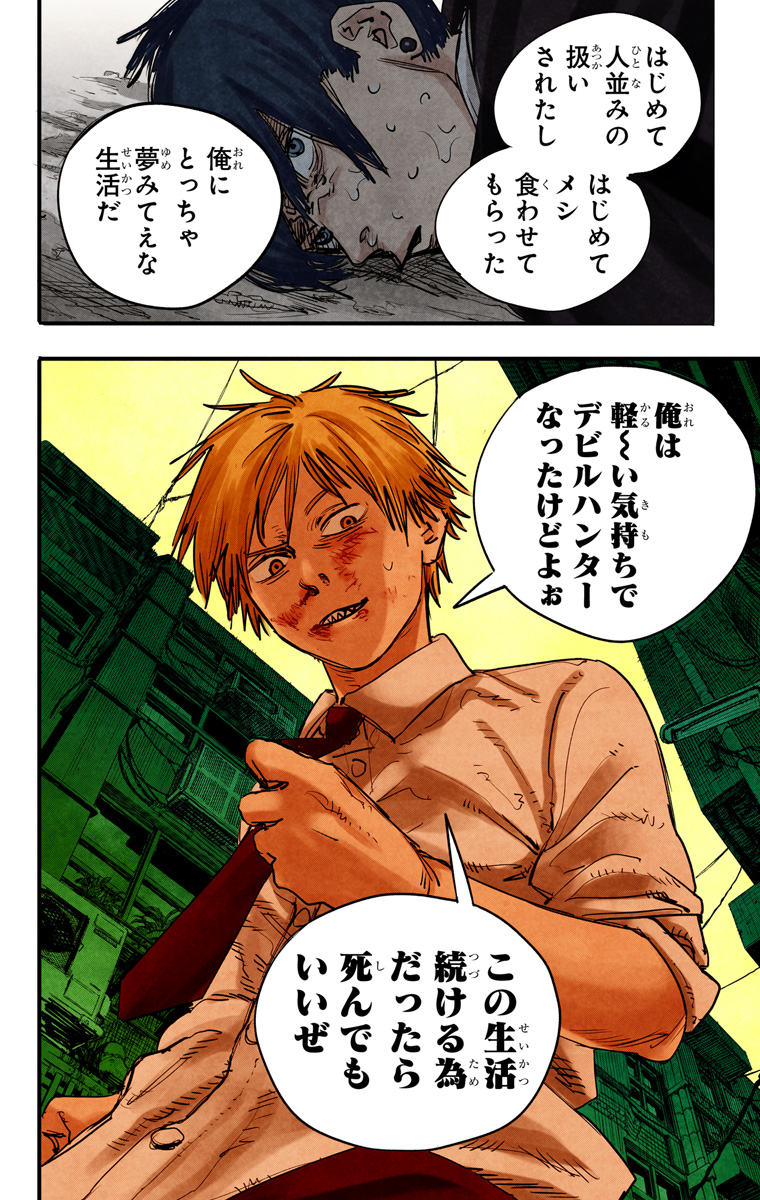 はじめて
人並みの
扱い
されたし
はじめて
メシ
食わせて
もらった
俺に
とっちゃ
夢みてえな
生活だ
俺は
軽〜い気持ちで
デビルハンター
なったけどよぉ
この生活
続ける為
だったら
死んでも
いいぜ